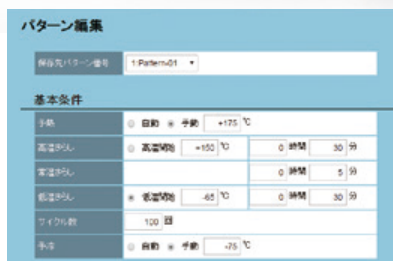 パターン編集
保存先パターン番号 1:Pattern-01
基本条件
予熱 自動 手動 +175 ℃
高温さらし 高温開始 +150 ℃ 0 時間 30 分
常温さらし 0 時間 5 分
低温さらし 低温開始 -65 ℃ 0 時間 30 分
サイクル数 100 回
予冷 自動 手動 -75 ℃